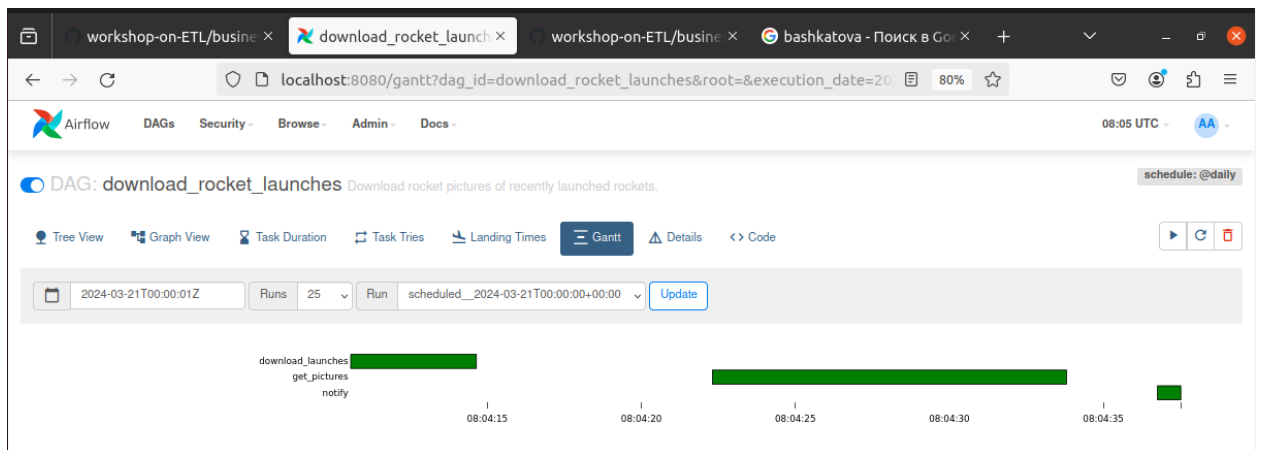 workshop-on-ETL/busine download_rocket_launch workshop-on-ETL/busine bashkatova - Поиск в Goo
localhost:8080/gantt?dag_id=download_rocket_launches&root=&execution_date=20 80%
Airflow DAGs Security Browse Admin Docs 08:05 UTC AA
DAG: download_rocket_launches Download rocket pictures of recently launched rockets. schedule: @daily
Tree View Graph View Task Duration Task Tries Landing Times Gantt Details <> Code
2024-03-21T00:00:01Z Runs 25 Run scheduled__2024-03-21T00:00:00+00:00 Update
download_launches
get_pictures
notify
08:04:15 08:04:20 08:04:25 08:04:30 08:04:35